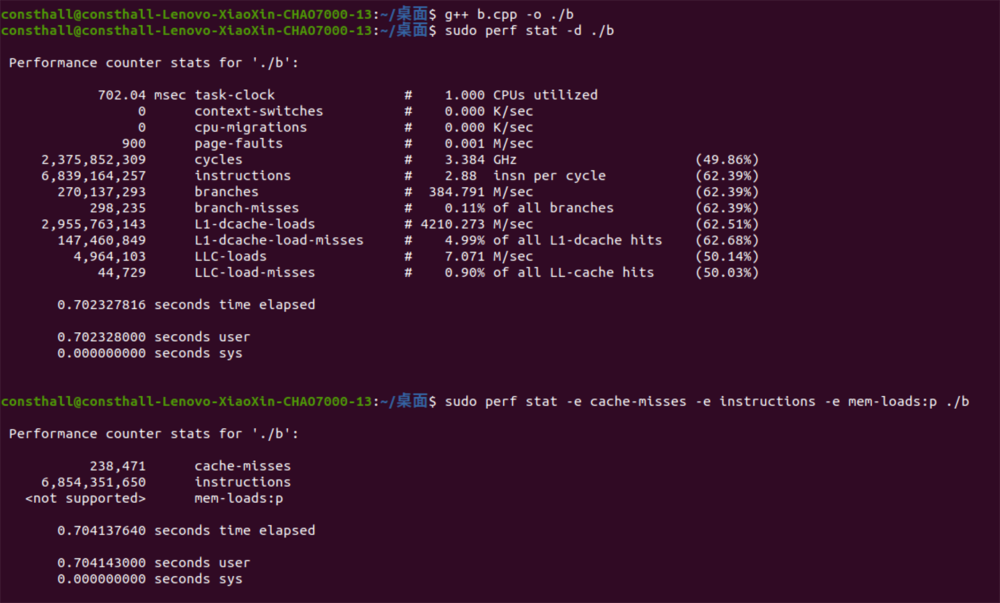 consthall@consthall-Lenovo-XiaoXin-CHAO7000-13:~/桌面$ g++ b.cpp -o ./b
consthall@consthall-Lenovo-XiaoXin-CHAO7000-13:~/桌面$ sudo perf stat -d ./b
Performance counter stats for './b':
702.04 msec task-clock # 1.000 CPUs utilized
0 context-switches # 0.000 K/sec
0 cpu-migrations # 0.000 K/sec
900 page-faults # 0.001 M/sec
2,375,852,309 cycles # 3.384 GHz (49.86%)
6,839,164,257 instructions # 2.88 insn per cycle (62.39%)
270,137,293 branches # 384.791 M/sec (62.39%)
298,235 branch-misses # 0.11% of all branches (62.39%)
2,955,763,143 L1-dcache-loads # 4210.273 M/sec (62.51%)
147,460,849 L1-dcache-load-misses # 4.99% of all L1-dcache hits (62.68%)
4,964,103 LLC-loads # 7.071 M/sec (50.14%)
44,729 LLC-load-misses # 0.90% of all LL-cache hits (50.03%)
0.702327816 seconds time elapsed
0.702328000 seconds user
0.000000000 seconds sys
consthall@consthall-Lenovo-XiaoXin-CHAO7000-13:~/桌面$ sudo perf stat -e cache-misses -e instructions -e mem-loads:p ./b
Performance counter stats for './b':
238,471 cache-misses
6,854,351,650 instructions
<not supported> mem-loads:p
0.704137640 seconds time elapsed
0.704143000 seconds user
0.000000000 seconds sys